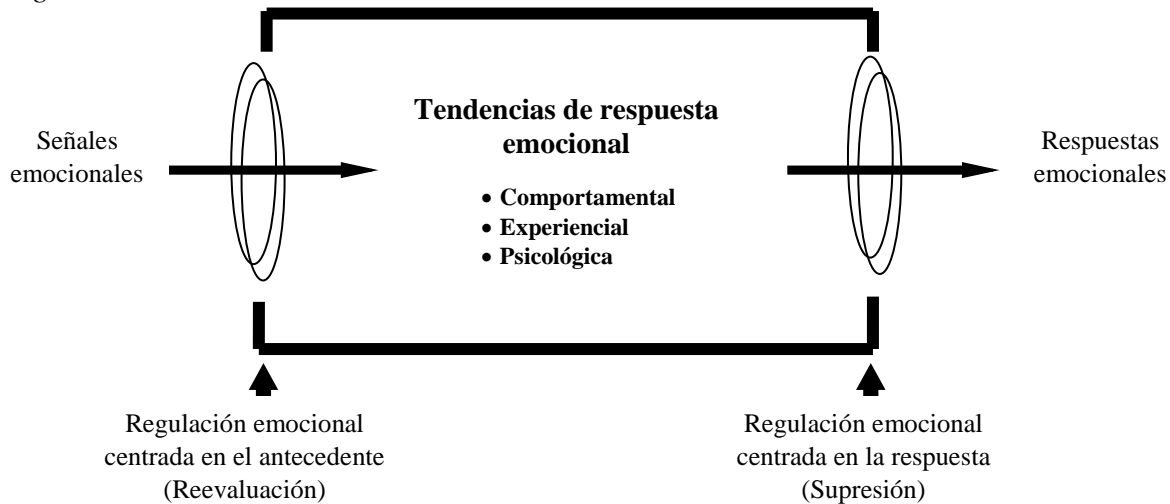 Tendencias de respuesta
emocional
• Comportamental
• Experiencial
• Psicológica
Señales
emocionales
Respuestas
emocionales
Regulación emocional
centrada en el antecedente
(Reevaluación)
Regulación emocional
centrada en la respuesta
(Supresión)